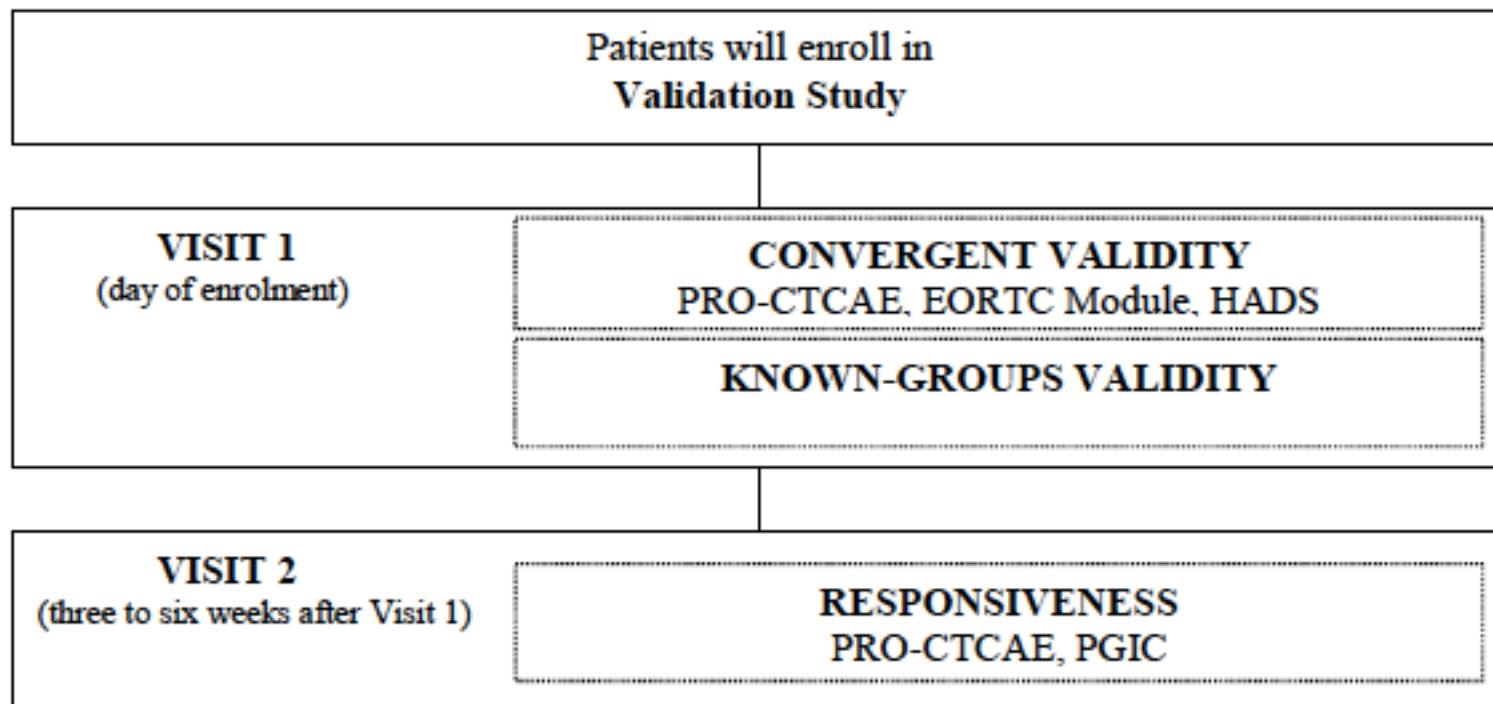 Patients will enroll in
Validation Study
VISIT 1
(day of enrolment)
CONVERGENT VALIDITY
PRO-CTCAE, EORTC Module, HADS
KNOWN-GROUPS VALIDITY
VISIT 2
(three to six weeks after Visit 1)
RESPONSIVENESS
PRO-CTCAE, PGIC